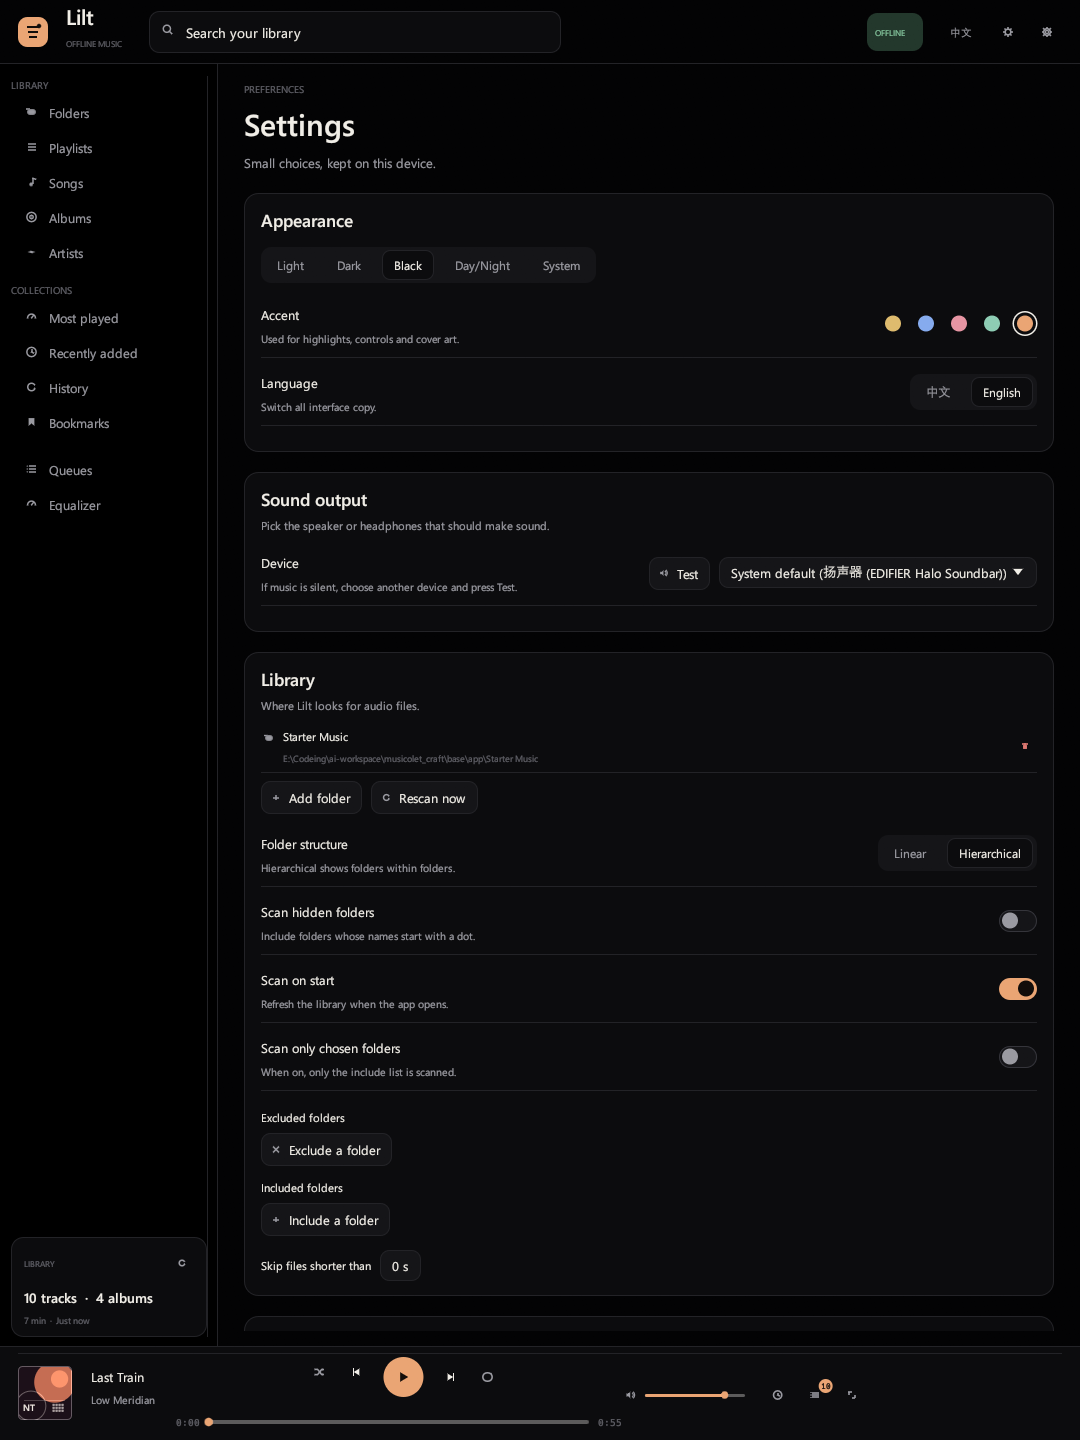 Lilt
OFFLINE MUSIC
Search your library
OFFLINE
中文
LIBRARY
Folders
Playlists
Songs
Albums
Artists
COLLECTIONS
Most played
Recently added
History
Bookmarks
Queues
Equalizer
LIBRARY
10 tracks · 4 albums
7 min · Just now
PREFERENCES
Settings
Small choices, kept on this device.
Appearance
Light Dark Black Day/Night System
Accent
Used for highlights, controls and cover art.
Language
Switch all interface copy.
中文 English
Sound output
Pick the speaker or headphones that should make sound.
Device
If music is silent, choose another device and press Test.
Test
System default (扬声器 (EDIFIER Halo Soundbar))
Library
Where Lilt looks for audio files.
Starter Music
E:\Codeing\ai-workspace\musicolet_craft\base\app\Starter Music
Add folder
Rescan now
Folder structure
Hierarchical shows folders within folders.
Linear Hierarchical
Scan hidden folders
Include folders whose names start with a dot.
Scan on start
Refresh the library when the app opens.
Scan only chosen folders
When on, only the include list is scanned.
Excluded folders
Exclude a folder
Included folders
Include a folder
Skip files shorter than 0 s
NT
Last Train
Low Meridian
0:00
0:55
10